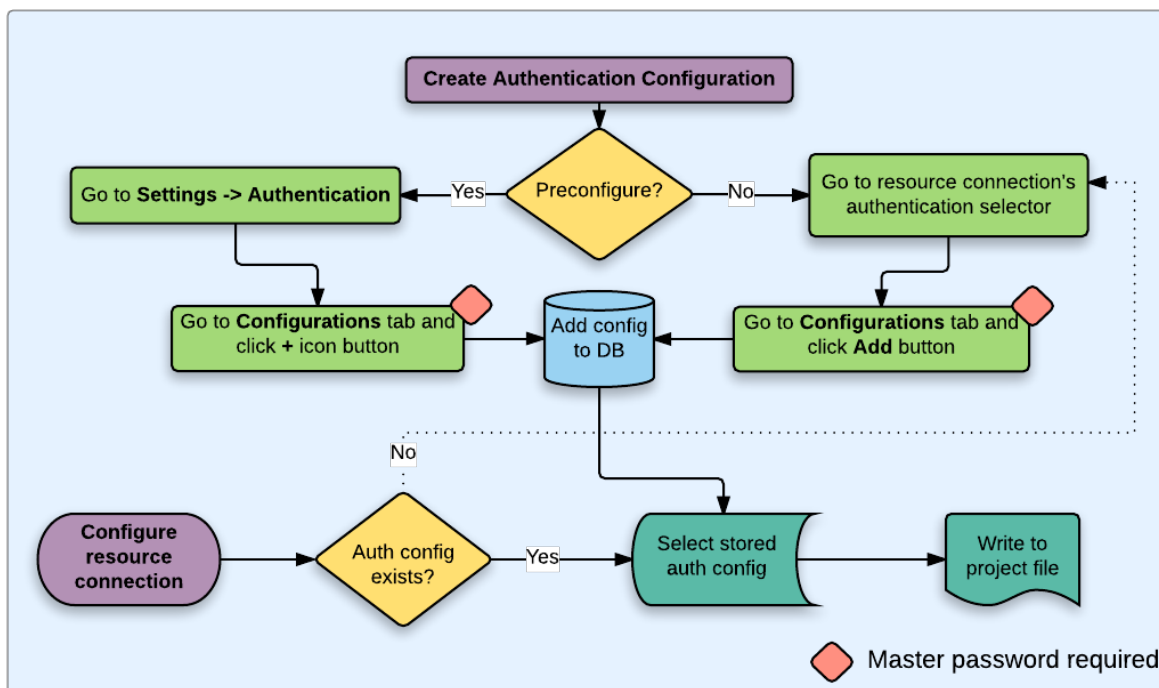 Create Authentication Configuration
Preconfigure?
Yes
No
Go to Settings -> Authentication
Go to resource connection's
authentication selector
Go to Configurations tab and
click + icon button
Add config
to DB
Go to Configurations tab and
click Add button
No
Configure
resource
connection
Auth config
exists?
Yes
Select stored
auth config
Write to
project file
Master password required